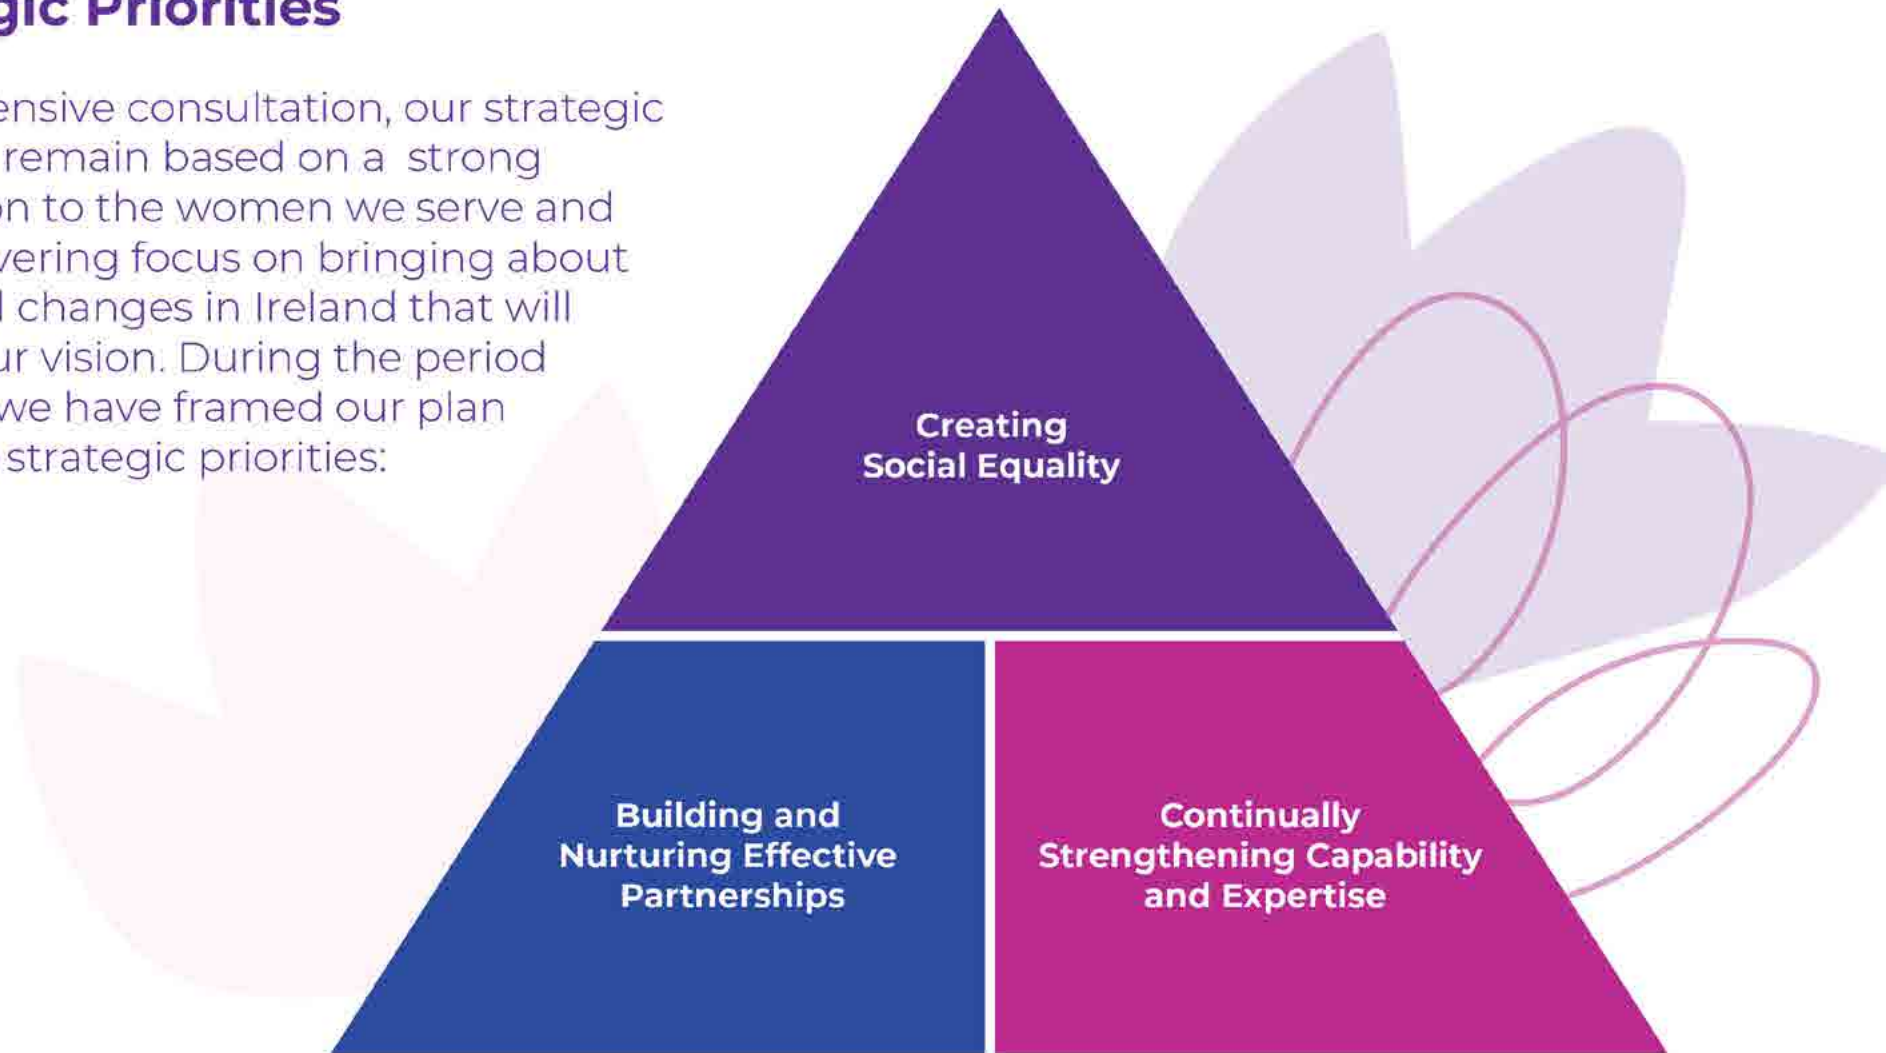 gic Priorities
ensive consultation, our strategic
remain based on a strong
on to the women we serve and
vering focus on bringing about
l changes in Ireland that will
ur vision. During the period
we have framed our plan
strategic priorities:
Creating
Social Equality
Building and
Nurturing Effective
Partnerships
Continually
Strengthening Capability
and Expertise